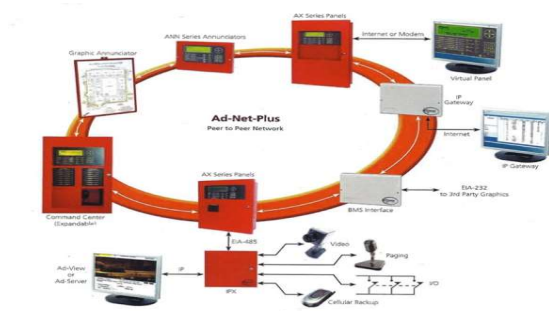 AX Series Panels
ANN Series Annunciators
Internet or Modem
Graphic Annunciator
Virtual Panel
IP
Gateway
Ad-Net-Plus
Peer to Peer Network
Internet
IP Gateway
AX Series Panels
EIA-232
to 3rd Party Graphics
BMS Interface
Command Center
(Expandable)
EIA-485
Video
Paging
Ad-View
or
Ad-Server
IP
IPX
I/O
Cellular Backup